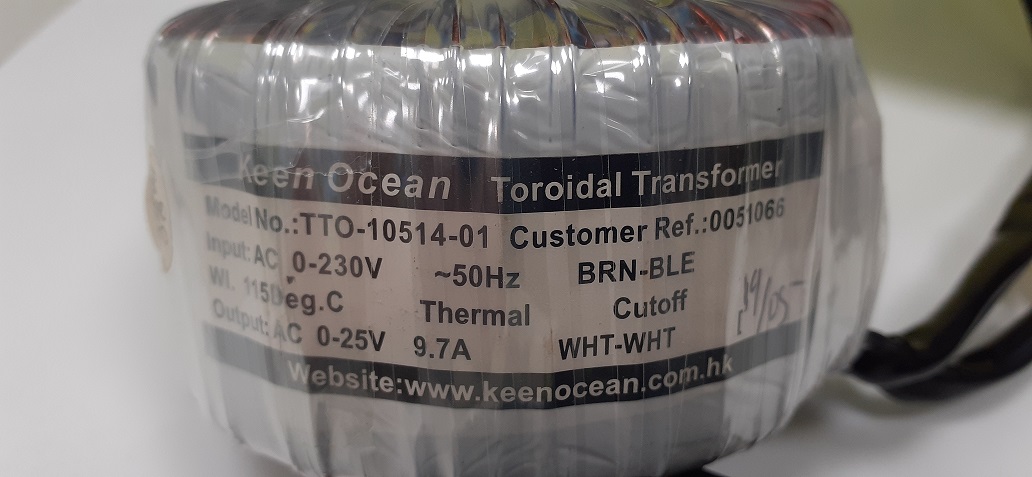 Keen Ocean Toroidal Transformer
Model No.:TTO-10514-01 Customer Ref.:0051066
Input: AC 0-230V ~50Hz BRN-BLE
WI. 115Deg.C Thermal Cutoff
Output: AC 0-25V 9.7A WHT-WHT
Website:www.keenocean.com.hk